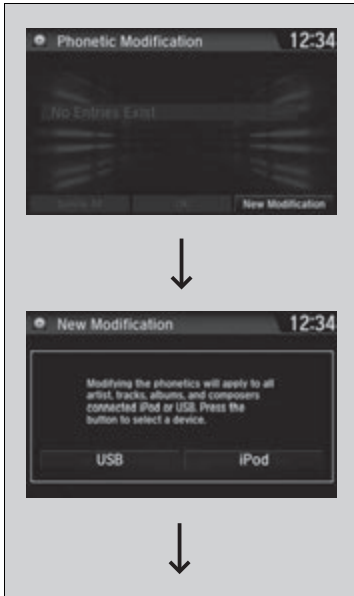 Phonetic Modification 12:34
No Entries Exist
Delete All OK New Modification
New Modification 12:34
Modifying the phonetics will apply to all
artist, tracks, albums, and composers
connected iPod or USB. Press the
button to select a device.
USB iPod